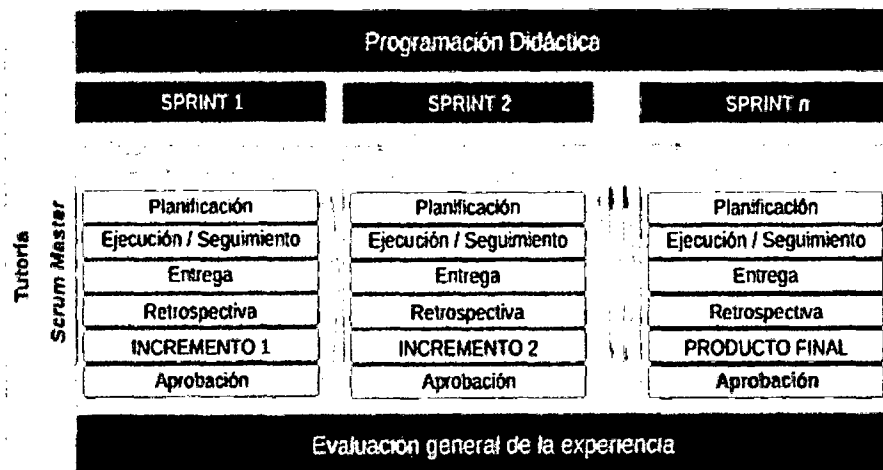 Programación Didáctica
SPRINT 1
SPRINT 2
SPRINT n
Tutoría
Scrum Master
Planificación
Ejecución / Seguimiento
Entrega
Retrospectiva
INCREMENTO 1
Aprobación
Planificación
Ejecución / Seguimiento
Entrega
Retrospectiva
INCREMENTO 2
Aprobación
Planificación
Ejecución / Seguimiento
Entrega
Retrospectiva
PRODUCTO FINAL
Aprobación
Evaluación general de la experiencia